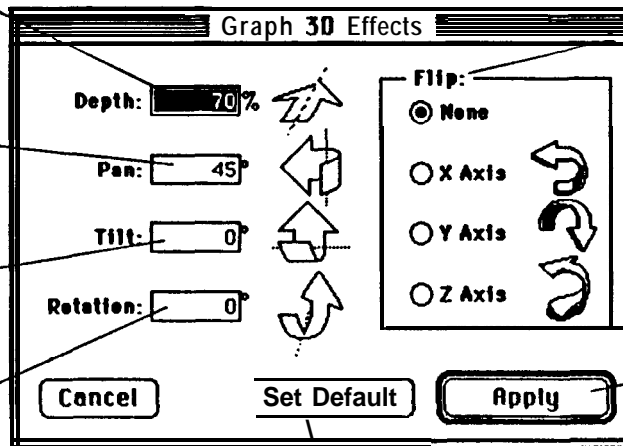 Graph 3D Effects
Depth: 70%
Pan: 45°
Tilt: 0°
Rotation: 0°
Flip:
None
X Axis
Y Axis
Z Axis
Cancel
Set Default
Apply